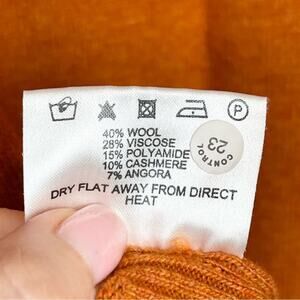 P
40% WOOL
28% VISCOSE
15% POLYAMIDE
10% CASHMERE
7% ANGORA
DRY FLAT AWAY FROM DIRECT
HEAT
CONTROL
23